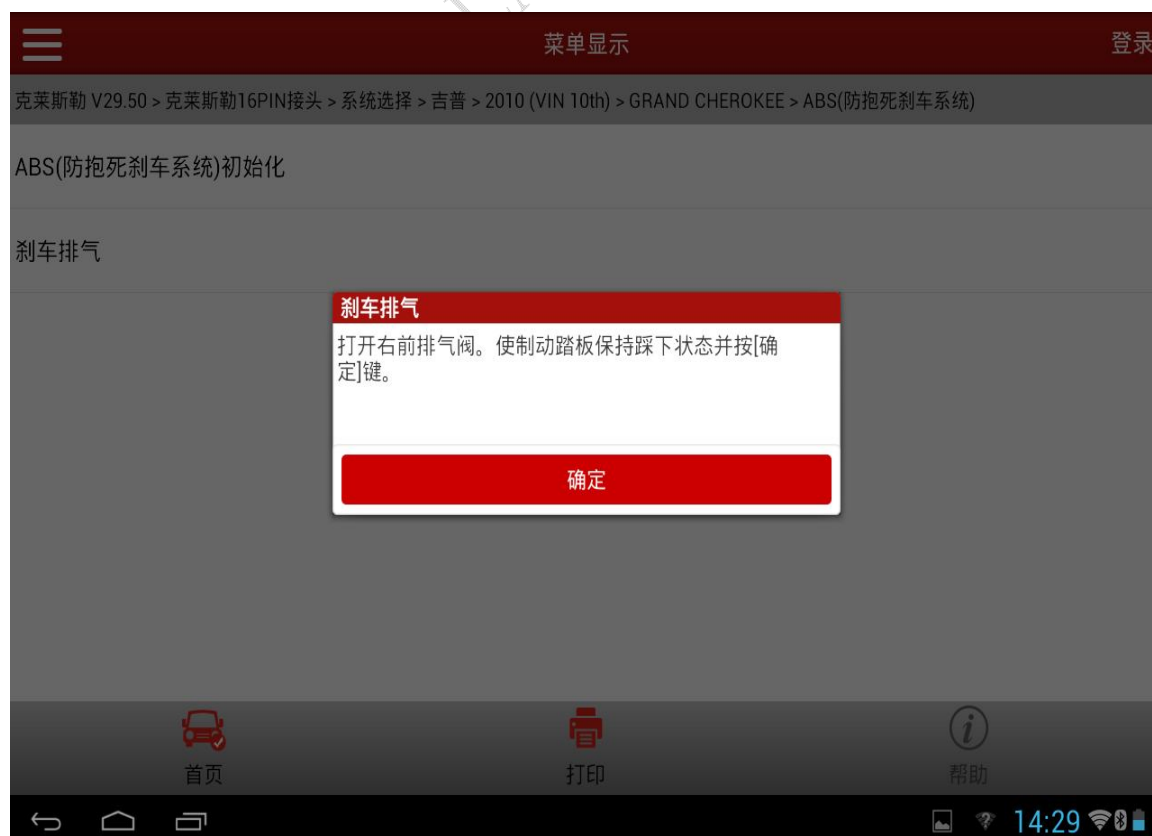 菜单显示
登录
克莱斯勒 V29.50 > 克莱斯勒16PIN接头 > 系统选择 > 吉普 > 2010 (VIN 10th) > GRAND CHEROKEE > ABS(防抱死刹车系统)
ABS(防抱死刹车系统)初始化
刹车排气
刹车排气
打开右前排气阀。使制动踏板保持踩下状态并按[确
定]键。
确定
首页
打印
帮助
14:29